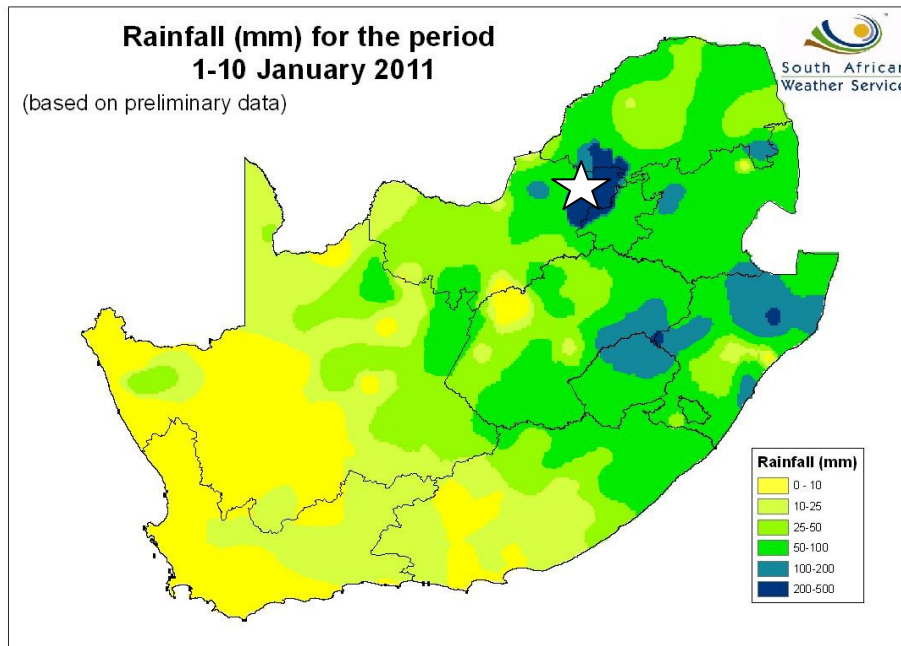 Rainfall (mm) for the period
1-10 January 2011
(based on preliminary data)
South African
Weather Service
Rainfall (mm)
0 - 10
10-25
25-50
50-100
100-200
200-500